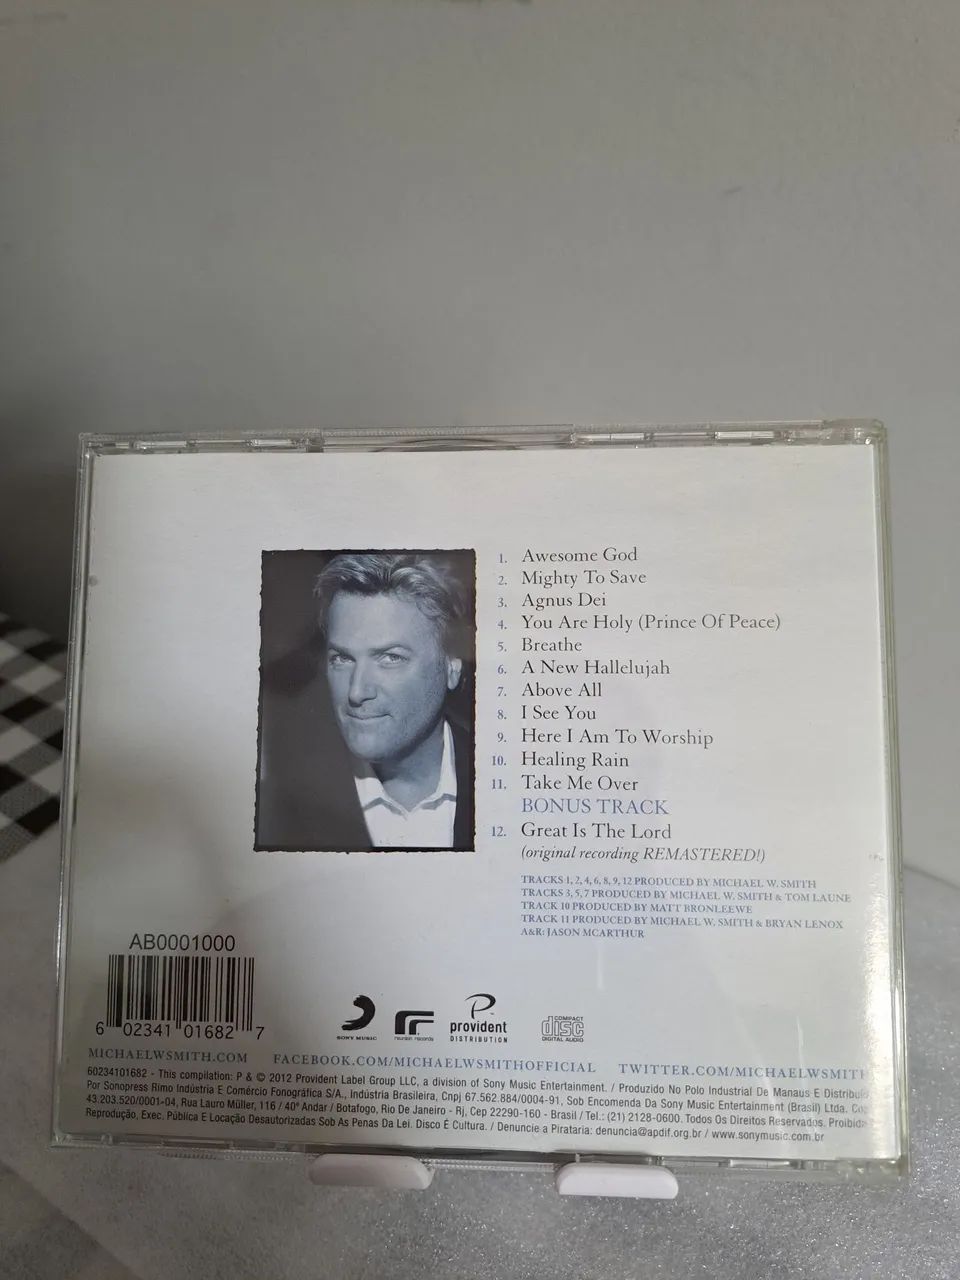 1. Awesome God
2. Mighty To Save
3. Agnus Dei
4. You Are Holy (Prince Of Peace)
5. Breathe
6. A New Hallelujah
7. Above All
8. I See You
9. Here I Am To Worship
10. Healing Rain
11. Take Me Over
BONUS TRACK
12. Great Is The Lord
(original recording REMASTERED!)
TRACKS 1, 2, 4, 6, 8, 9, 12 PRODUCED BY MICHAEL W. SMITH
TRACKS 3, 5, 7 PRODUCED BY MICHAEL W. SMITH & TOM LAUNE
TRACK 10 PRODUCED BY MATT BRONLEEWE
TRACK 11 PRODUCED BY MICHAEL W. SMITH & BRYAN LENOX
A&R: JASON MCARTHUR
AB0001000
6 02341 01682 7
SONY MUSIC
reunion records
provident
DISTRIBUTION
COMPACT
disc
DIGITAL AUDIO
MICHAELWSMITH.COM FACEBOOK.COM/MICHAELWSMITHOFFICIAL TWITTER.COM/MICHAELWSMITH
60234101682 - This compilation: P & © 2012 Provident Label Group LLC, a division of Sony Music Entertainment. / Produzido No Polo Industrial De Manaus E
Por Sonopress Rimo Indústria E Comércio Fonográfica S/A., Indústria Brasileira, Cnpj 67.562.884/0004-91, Sob Encomenda Da Sony Music Entertainment (Brasil) Ltda.
43.203.520/0001-04, Rua Lauro Müller, 116 / 40º Andar / Botafogo, Rio De Janeiro - Rj, Cep 22290-160 - Brasil / Tel.: (21) 2128-0600. Todos Os Direitos Reservados.
Reprodução, Exec. Pública E Locação Desautorizadas Sob As Penas Da Lei. Disco É Cultura. / Denuncie a Pirataria: denuncia@apdif.org.br / www.sonymusic.com.br